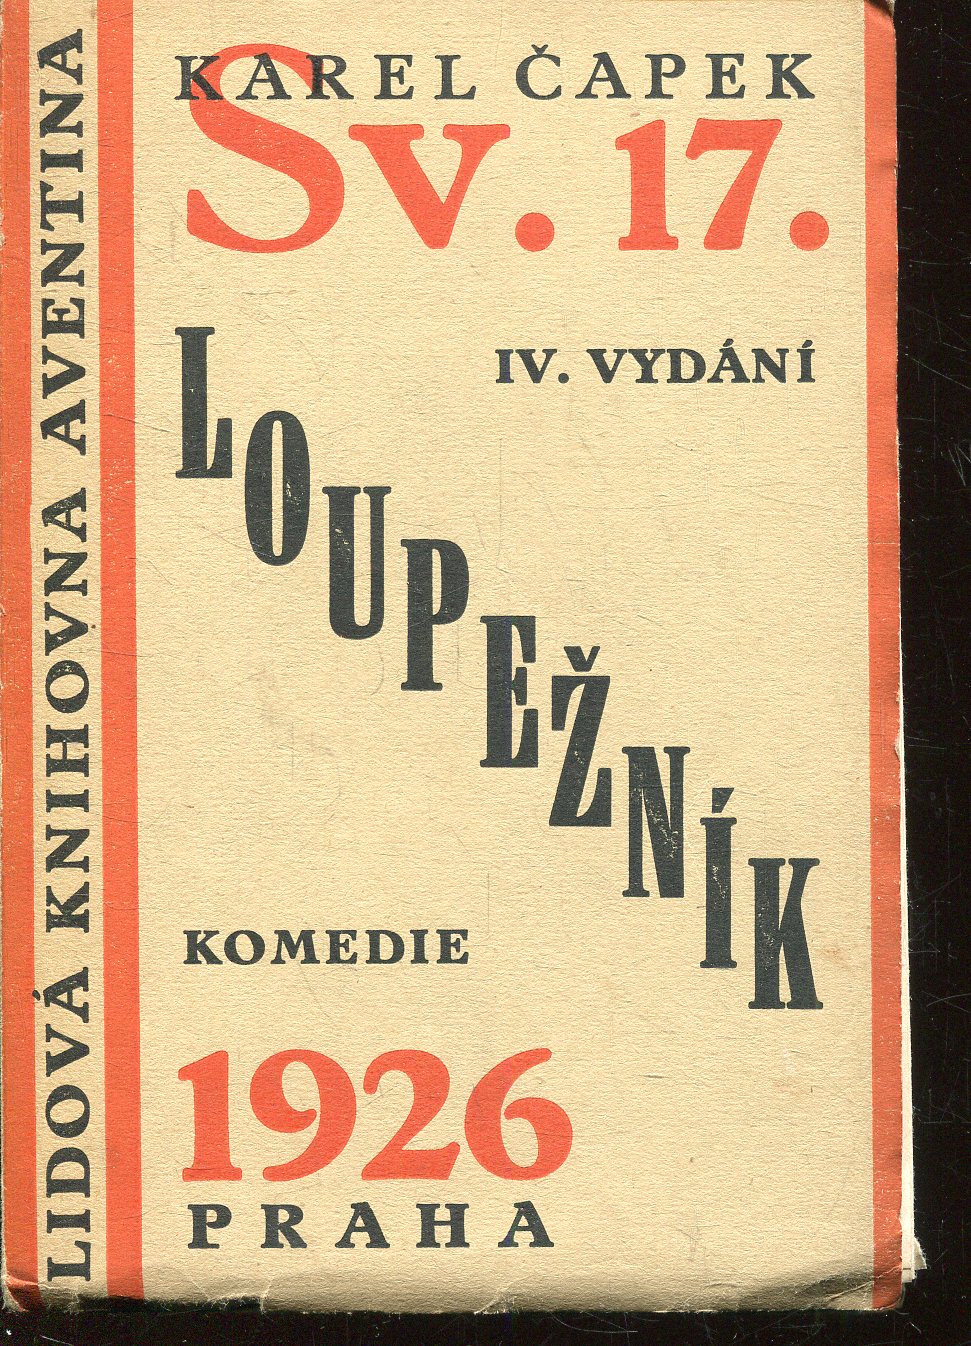 LIDOVÁ KNIHOVNA AVENTINA
KAREL ČAPEK
Sv. 17.
IV. VYDÁNÍ
LOUPEŽNÍK
KOMEDIE
1926
PRAHA